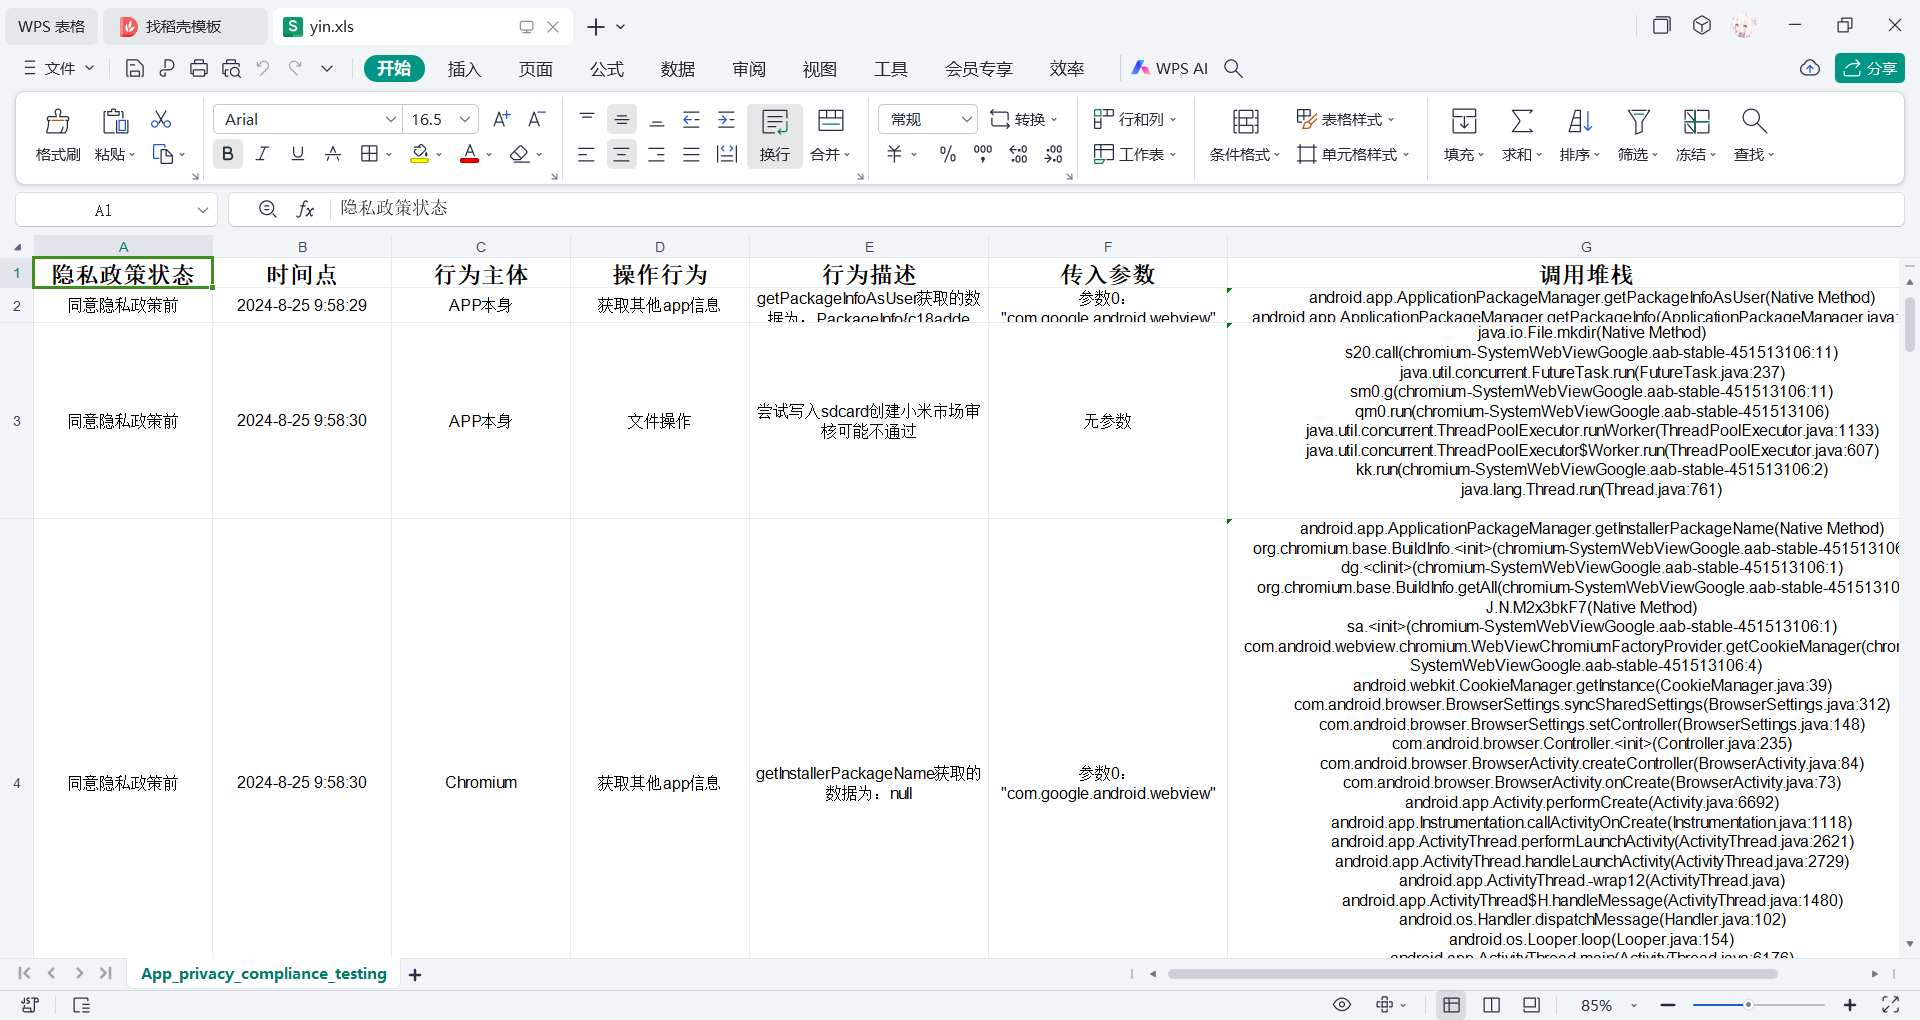 WPS 表格
找稻壳模板
S yin.xls
文件
开始
插入
页面
公式
数据
审阅
视图
工具
会员专享
效率
WPS AI
分享
格式刷
粘贴
Arial
16.5
换行
合并
常规
转换
行和列
工作表
条件格式
表格样式
单元格样式
填充
求和
排序
筛选
冻结
查找
A1
fx
隐私政策状态
A B C D E F G
1 隐私政策状态 时间点 行为主体 操作行为 行为描述 传入参数 调用堆栈
2 同意隐私政策前 2024-8-25 9:58:29 APP本身 获取其他app信息
getPackageInfoAsUser获取的数
据为：PackageInfo{c18adde
参数0：
"com.google.android.webview"
android.app.ApplicationPackageManager.getPackageInfoAsUser(Native Method)
android.app.ApplicationPackageManager.getPackageInfo(ApplicationPackageManager.java:
3 同意隐私政策前 2024-8-25 9:58:30 APP本身 文件操作
尝试写入sdcard创建小米市场审
核可能不通过
无参数
java.io.File.mkdir(Native Method)
s20.call(chromium-SystemWebViewGoogle.aab-stable-451513106:11)
java.util.concurrent.FutureTask.run(FutureTask.java:237)
sm0.g(chromium-SystemWebViewGoogle.aab-stable-451513106:11)
qm0.run(chromium-SystemWebViewGoogle.aab-stable-451513106)
java.util.concurrent.ThreadPoolExecutor.runWorker(ThreadPoolExecutor.java:1133)
java.util.concurrent.ThreadPoolExecutor$Worker.run(ThreadPoolExecutor.java:607)
kk.run(chromium-SystemWebViewGoogle.aab-stable-451513106:2)
java.lang.Thread.run(Thread.java:761)
4 同意隐私政策前 2024-8-25 9:58:30 Chromium 获取其他app信息
getInstallerPackageName获取的
数据为：null
参数0：
"com.google.android.webview"
android.app.ApplicationPackageManager.getInstallerPackageName(Native Method)
org.chromium.base.BuildInfo.<init>(chromium-SystemWebViewGoogle.aab-stable-451513106
dg.<clinit>(chromium-SystemWebViewGoogle.aab-stable-451513106:1)
org.chromium.base.BuildInfo.getAll(chromium-SystemWebViewGoogle.aab-stable-45151310
J.N.M2x3bkF7(Native Method)
sa.<init>(chromium-SystemWebViewGoogle.aab-stable-451513106:1)
com.android.webview.chromium.WebViewChromiumFactoryProvider.getCookieManager(chro
SystemWebViewGoogle.aab-stable-451513106:4)
android.webkit.CookieManager.getInstance(CookieManager.java:39)
com.android.browser.BrowserSettings.syncSharedSettings(BrowserSettings.java:312)
com.android.browser.BrowserSettings.setController(BrowserSettings.java:148)
com.android.browser.Controller.<init>(Controller.java:235)
com.android.browser.BrowserActivity.createController(BrowserActivity.java:84)
com.android.browser.BrowserActivity.onCreate(BrowserActivity.java:73)
android.app.Activity.performCreate(Activity.java:6692)
android.app.Instrumentation.callActivityOnCreate(Instrumentation.java:1118)
android.app.ActivityThread.performLaunchActivity(ActivityThread.java:2621)
android.app.ActivityThread.handleLaunchActivity(ActivityThread.java:2729)
android.app.ActivityThread.-wrap12(ActivityThread.java)
android.app.ActivityThread$H.handleMessage(ActivityThread.java:1480)
android.os.Handler.dispatchMessage(Handler.java:102)
android.os.Looper.loop(Looper.java:154)
android.app.ActivityThread.main(ActivityThread.java:6176)
App_privacy_compliance_testing
85%